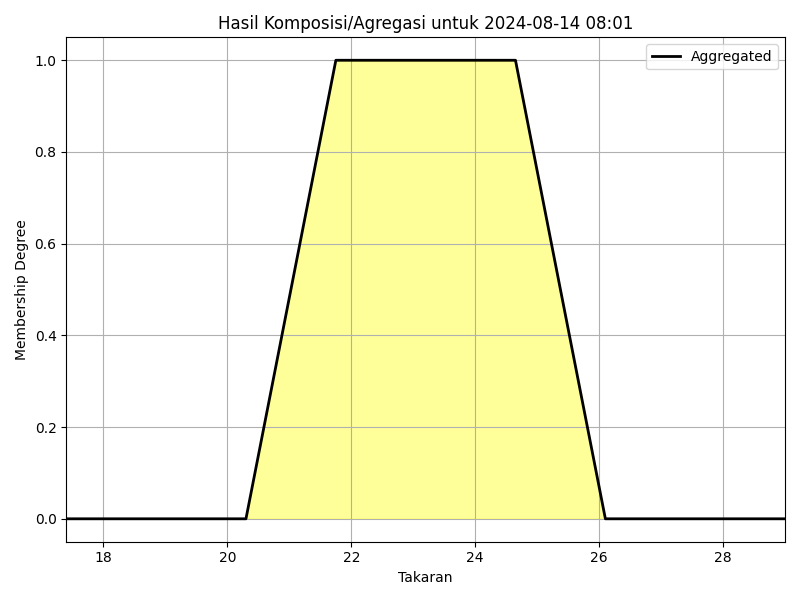 Hasil Komposisi/Agregasi untuk 2024-08-14 08:01
Aggregated
Membership Degree
1.0
0.8
0.6
0.4
0.2
0.0
18 20 22 24 26 28
Takaran